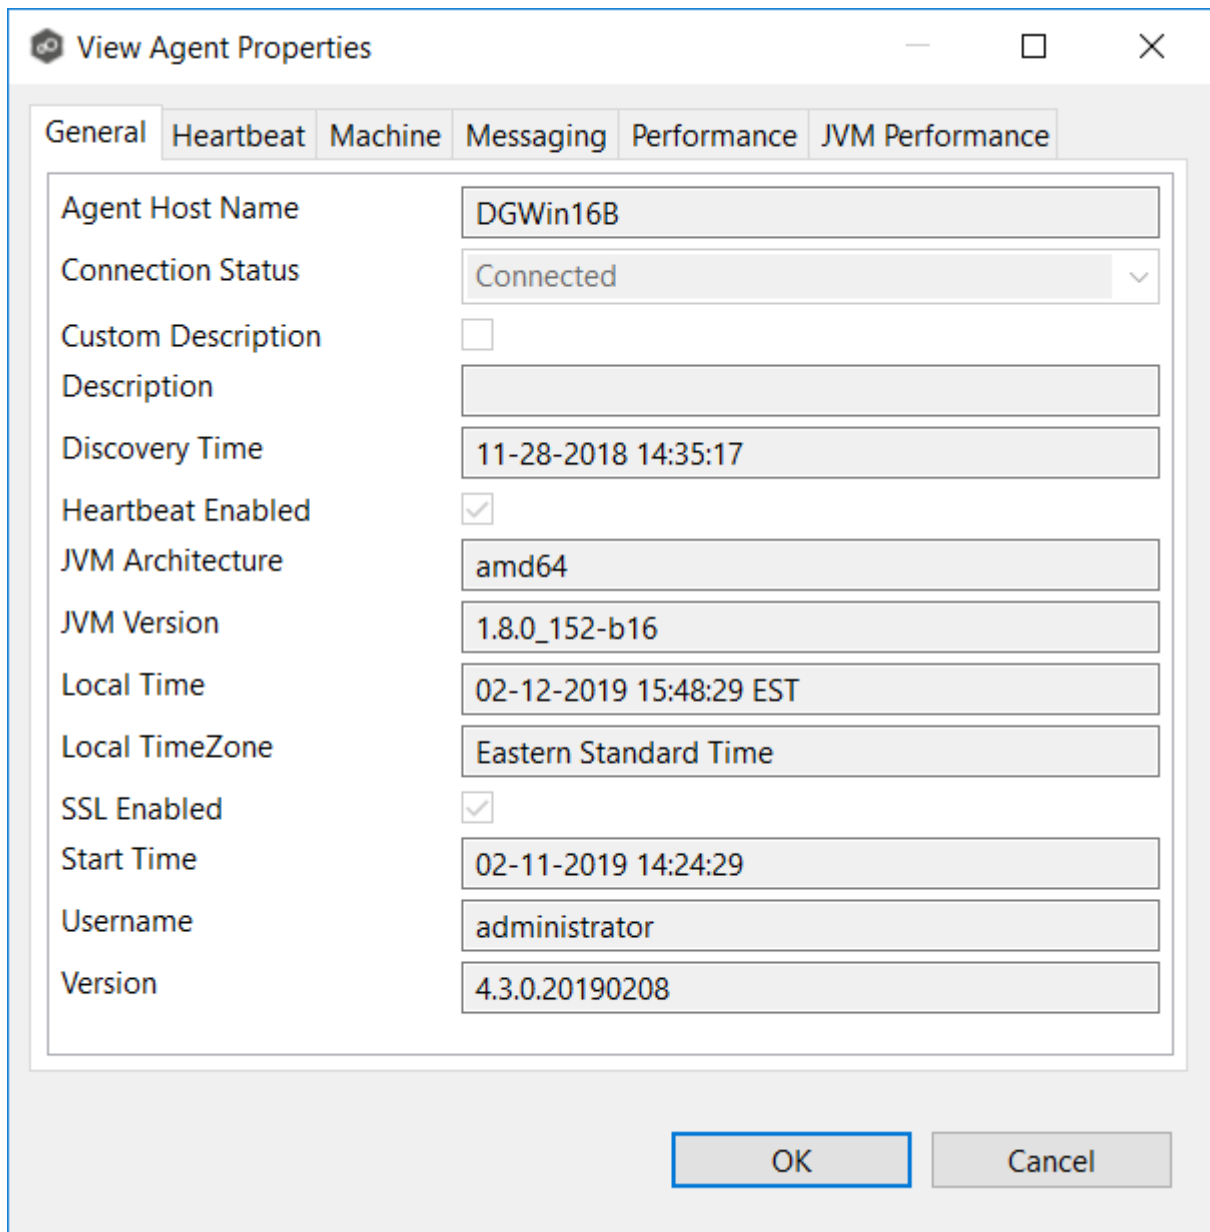 View Agent Properties
General Heartbeat Machine Messaging Performance JVM Performance
Agent Host Name DGWin16B
Connection Status Connected
Custom Description
Description
Discovery Time 11-28-2018 14:35:17
Heartbeat Enabled
JVM Architecture amd64
JVM Version 1.8.0_152-b16
Local Time 02-12-2019 15:48:29 EST
Local TimeZone Eastern Standard Time
SSL Enabled
Start Time 02-11-2019 14:24:29
Username administrator
Version 4.3.0.20190208
OK Cancel